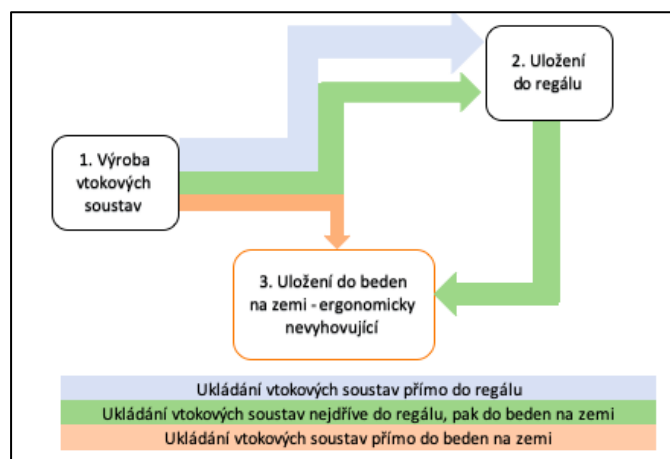 2. Uložení
do regálu
1. Výroba
vtokových
soustav
3. Uložení do beden
na zemi - ergonomicky
nevyhovující
Ukládání vtokových soustav přímo do regálu
Ukládání vtokových soustav nejdříve do regálu, pak do beden na zemi
Ukládání vtokových soustav přímo do beden na zemi